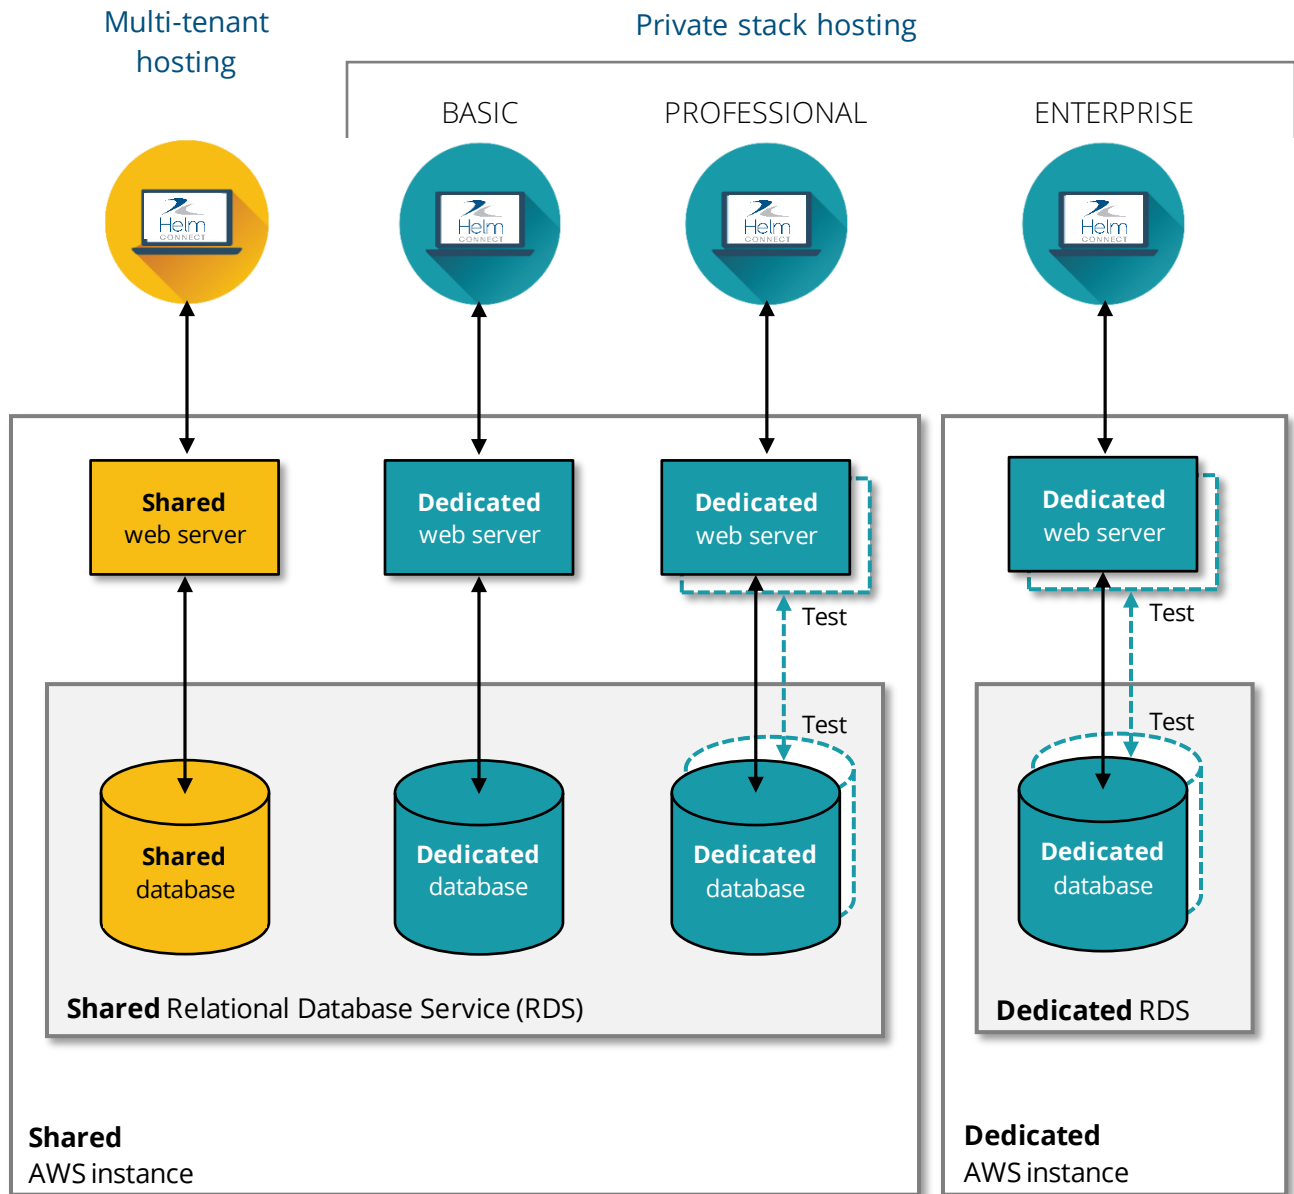 Multi-tenant
hosting
Private stack hosting
BASIC
PROFESSIONAL
ENTERPRISE
Helm
CONNECT
Helm
CONNECT
Helm
CONNECT
Helm
CONNECT
Shared
web server
Dedicated
web server
Dedicated
web server
Dedicated
web server
Test
Test
Test
Test
Shared
database
Dedicated
database
Dedicated
database
Dedicated
database
Shared Relational Database Service (RDS)
Dedicated RDS
Shared
AWS instance
Dedicated
AWS instance